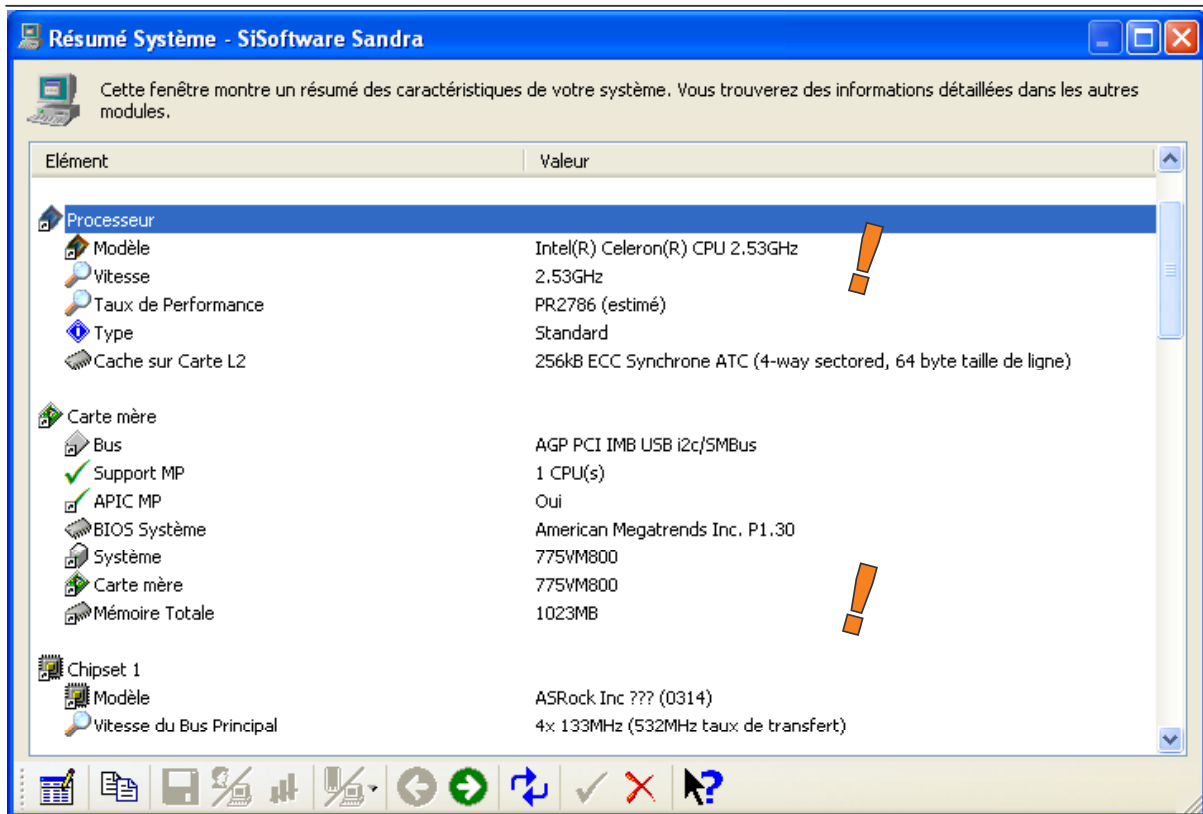 Résumé Système - SiSoftware Sandra
Cette fenêtre montre un résumé des caractéristiques de votre système. Vous trouverez des informations détaillées dans les autres
modules.
Elément Valeur
Processeur
Modèle Intel(R) Celeron(R) CPU 2.53GHz
Vitesse 2.53GHz
Taux de Performance PR2786 (estimé)
Type Standard
Cache sur Carte L2 256kB ECC Synchrone ATC (4-way sectored, 64 byte taille de ligne)
Carte mère
Bus AGP PCI IMB USB i2c/SMBus
Support MP 1 CPU(s)
APIC MP Oui
BIOS Système American Megatrends Inc. P1.30
Système 775VM800
Carte mère 775VM800
Mémoire Totale 1023MB
Chipset 1
Modèle ASRock Inc ??? (0314)
Vitesse du Bus Principal 4x 133MHz (532MHz taux de transfert)